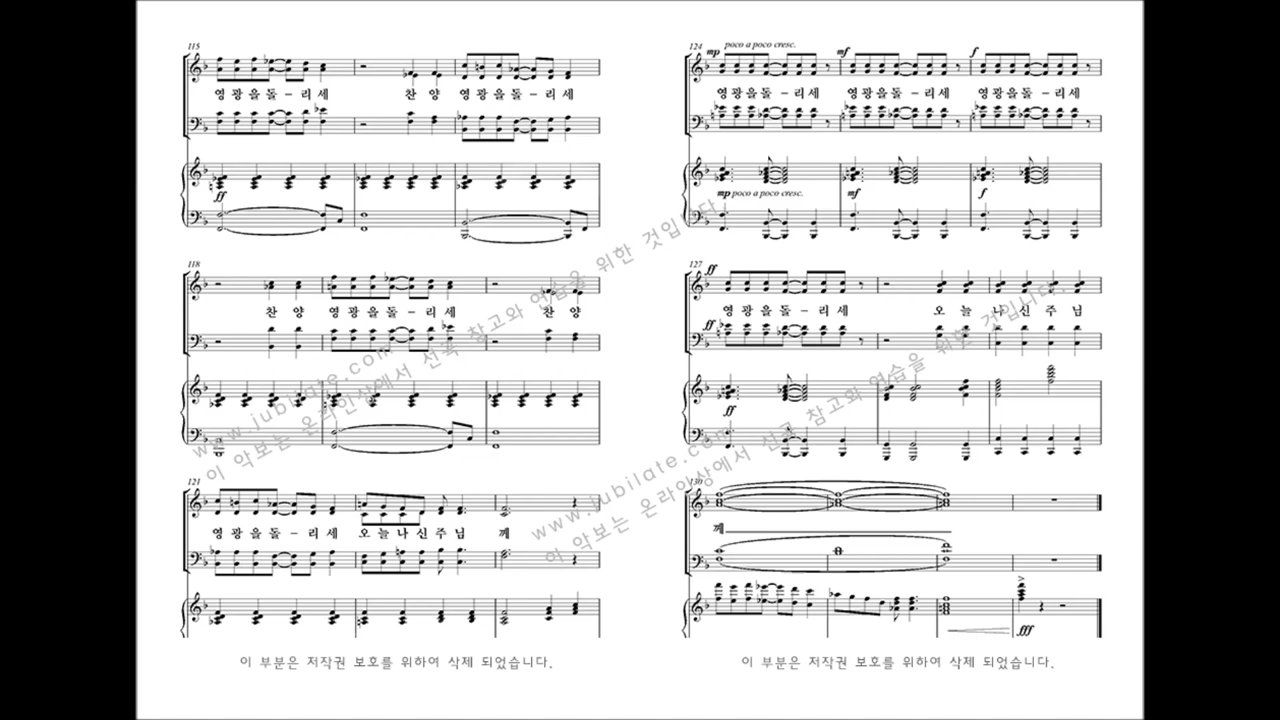 115
영 광 을 돌 – 리 세 찬 양 영 광 을 돌 – 리 세
ff
118
찬 양 영 광 을 돌 – 리 세 찬 양
121
영 광 을 돌 – 리 세 오 늘 나 신 주 님 께
이 부분은 저작권 보호를 위하여 삭제 되었습니다.
124
mp poco a poco cresc. mf f
영 광 을 돌 – 리 세 영 광 을 돌 – 리 세 영 광 을 돌 – 리 세
mp poco a poco cresc. mf f
127
ff
영 광 을 돌 – 리 세 오 늘 나 신 주 님
ff
ff
130
께
fff
이 부분은 저작권 보호를 위하여 삭제 되었습니다.
www.jubilate.com
이 악보는 온라인상에서 선곡 참고와 연습을 위한 것입니다.
www.jubilate.com
이 악보는 온라인상에서 선곡 참고와 연습을 위한 것입니다.